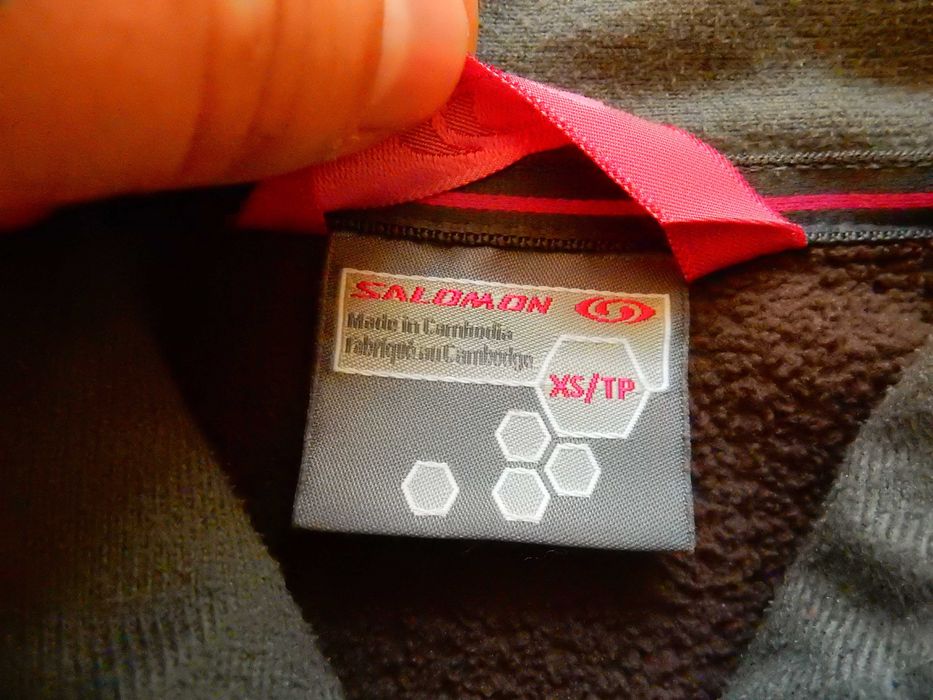 SALOMON
Made in Cambodia
Fabriqué au Cambodge
XS/TP